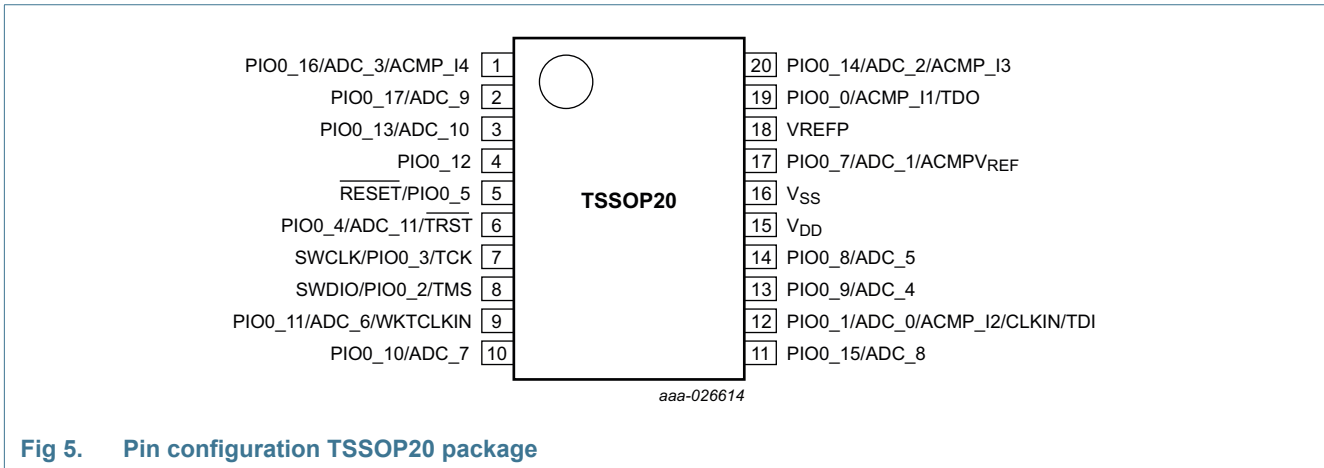 PIO0_16/ADC_3/ACMP_I4 1
PIO0_17/ADC_9 2
PIO0_13/ADC_10 3
PIO0_12 4
RESET/PIO0_5 5
PIO0_4/ADC_11/TRST 6
SWCLK/PIO0_3/TCK 7
SWDIO/PIO0_2/TMS 8
PIO0_11/ADC_6/WKTCLKIN 9
PIO0_10/ADC_7 10
TSSOP20
20 PIO0_14/ADC_2/ACMP_I3
19 PIO0_0/ACMP_I1/TDO
18 VREFP
17 PIO0_7/ADC_1/ACMPVREF
16 VSS
15 VDD
14 PIO0_8/ADC_5
13 PIO0_9/ADC_4
12 PIO0_1/ADC_0/ACMP_I2/CLKIN/TDI
11 PIO0_15/ADC_8
aaa-026614
Fig 5. Pin configuration TSSOP20 package